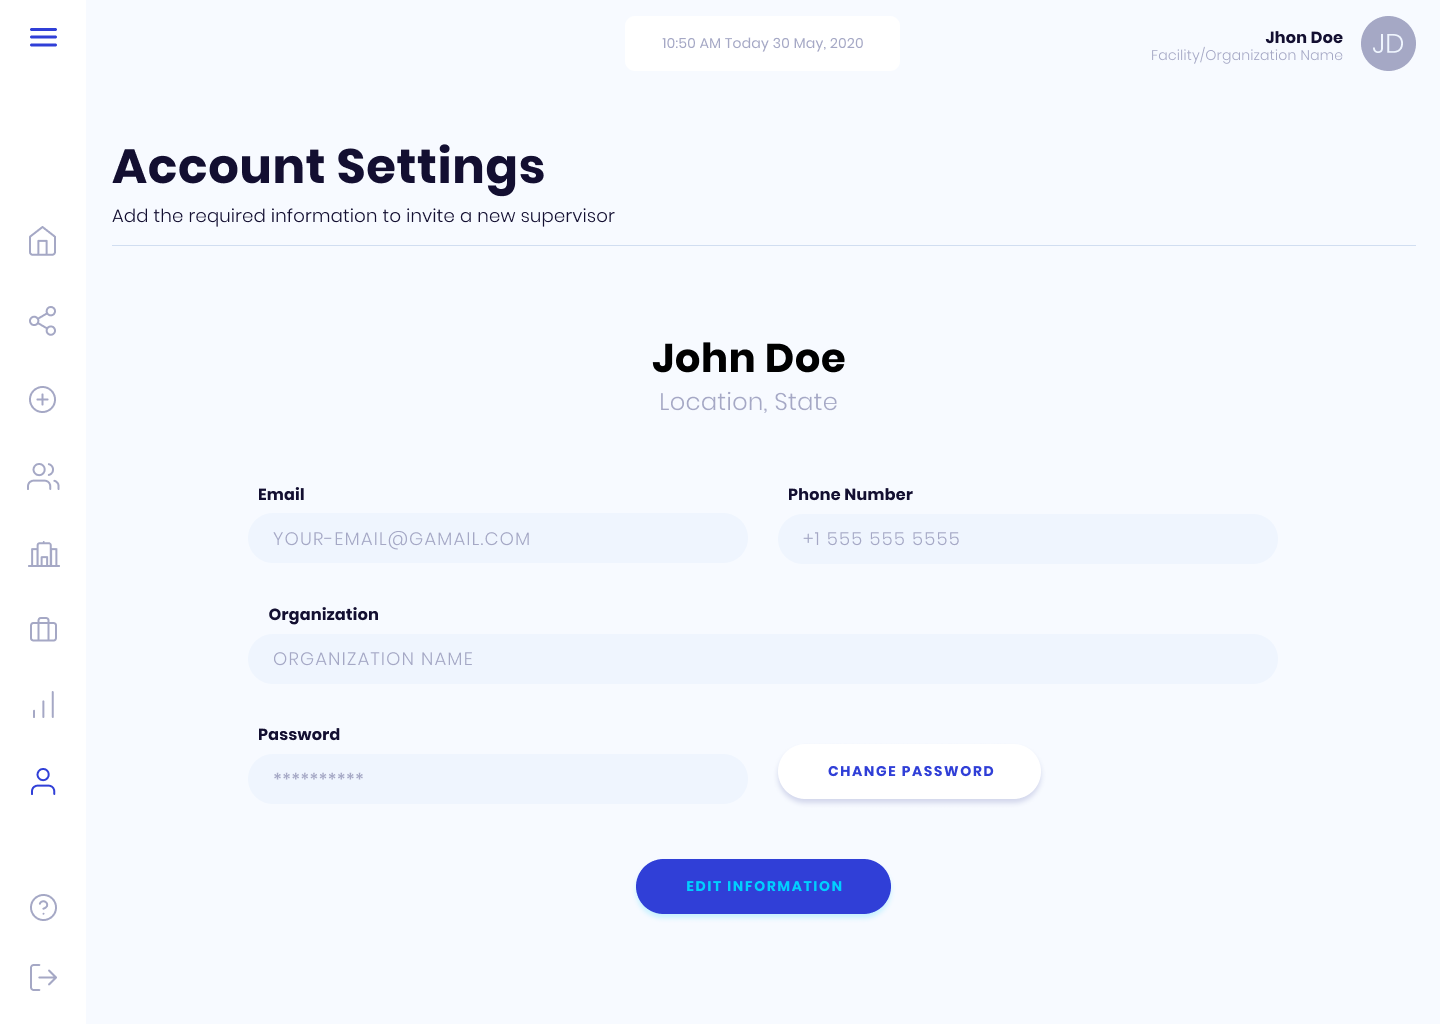 10:50 AM Today 30 May, 2020
Jhon Doe
Facility/Organization Name
JD
Account Settings
Add the required information to invite a new supervisor
John Doe
Location, State
Email
Phone Number
YOUR-EMAIL@GAMAIL.COM
+1 555 555 5555
Organization
ORGANIZATION NAME
Password
**********
CHANGE PASSWORD
EDIT INFORMATION